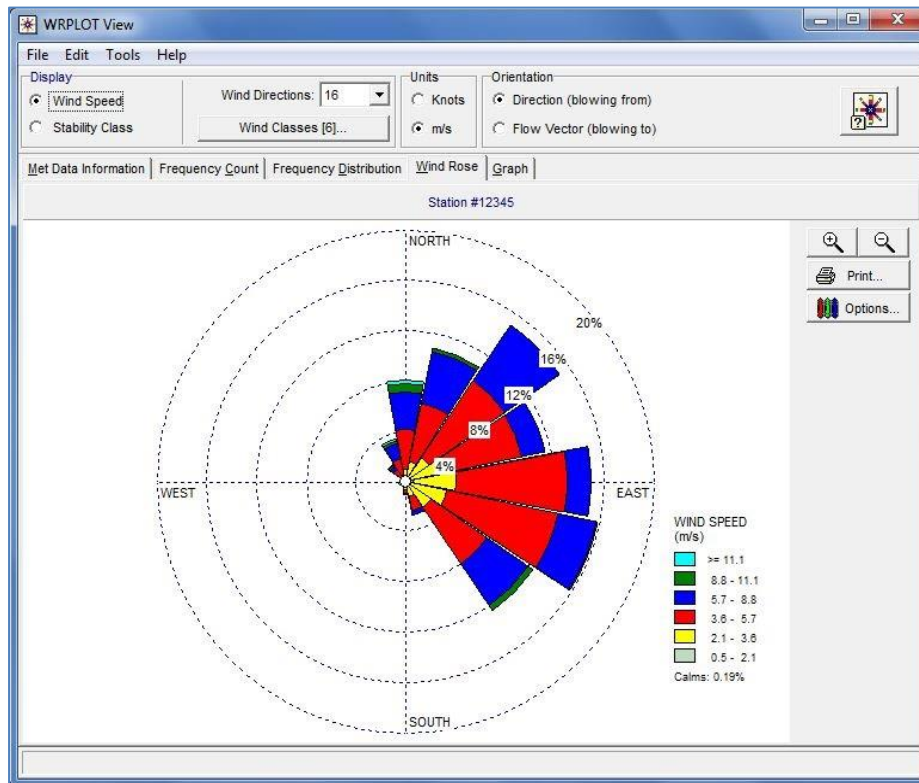 WRPLOT View
File Edit Tools Help
Display
Wind Speed
Stability Class
Wind Directions: 16
Wind Classes [6]...
Units
Knots
m/s
Orientation
Direction (blowing from)
Flow Vector (blowing to)
?
Met Data Information Frequency Count Frequency Distribution Wind Rose Graph
Station #12345
Print...
Options...
NORTH
20%
16%
12%
8%
4%
WEST
EAST
SOUTH
WIND SPEED
(m/s)
>= 11.1
8.8 - 11.1
5.7 - 8.8
3.6 - 5.7
2.1 - 3.6
0.5 - 2.1
Calms: 0.19%